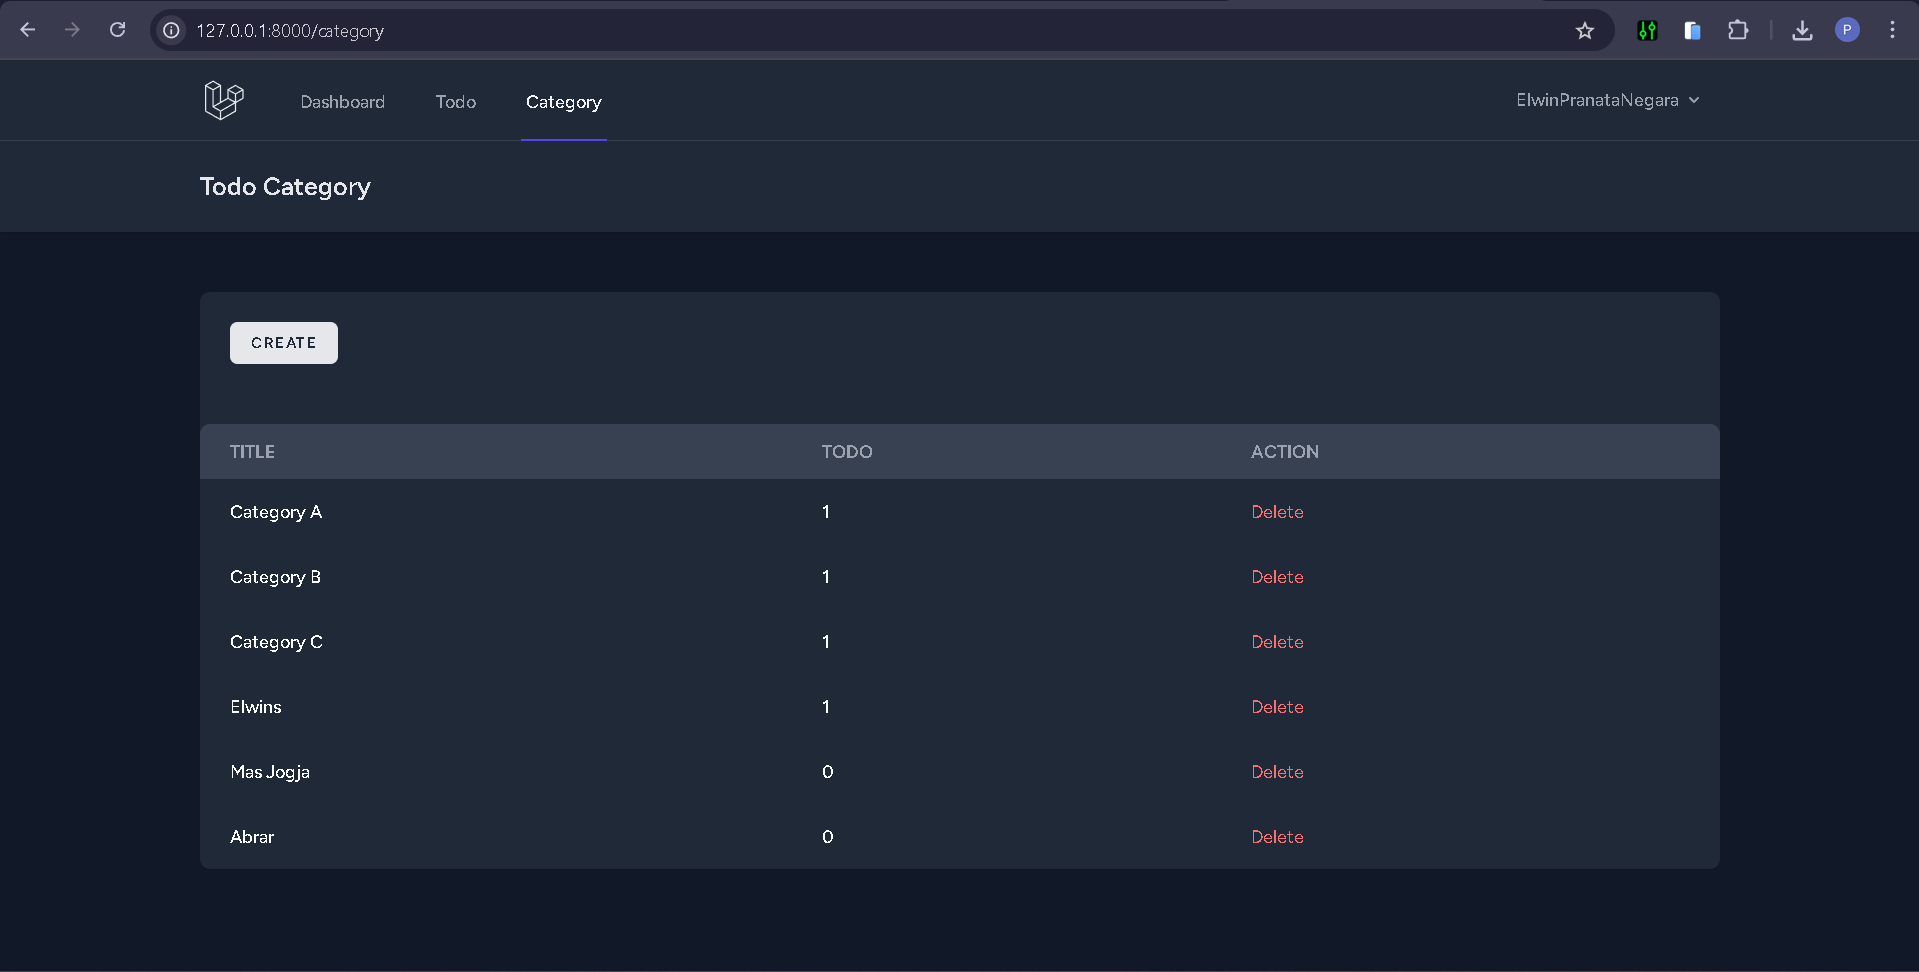 127.0.0.1:8000/category
P
Dashboard Todo Category ElwinPranataNegara
Todo Category
CREATE
TITLE TODO ACTION
Category A 1 Delete
Category B 1 Delete
Category C 1 Delete
Elwins 1 Delete
Mas Jogja 0 Delete
Abrar 0 Delete